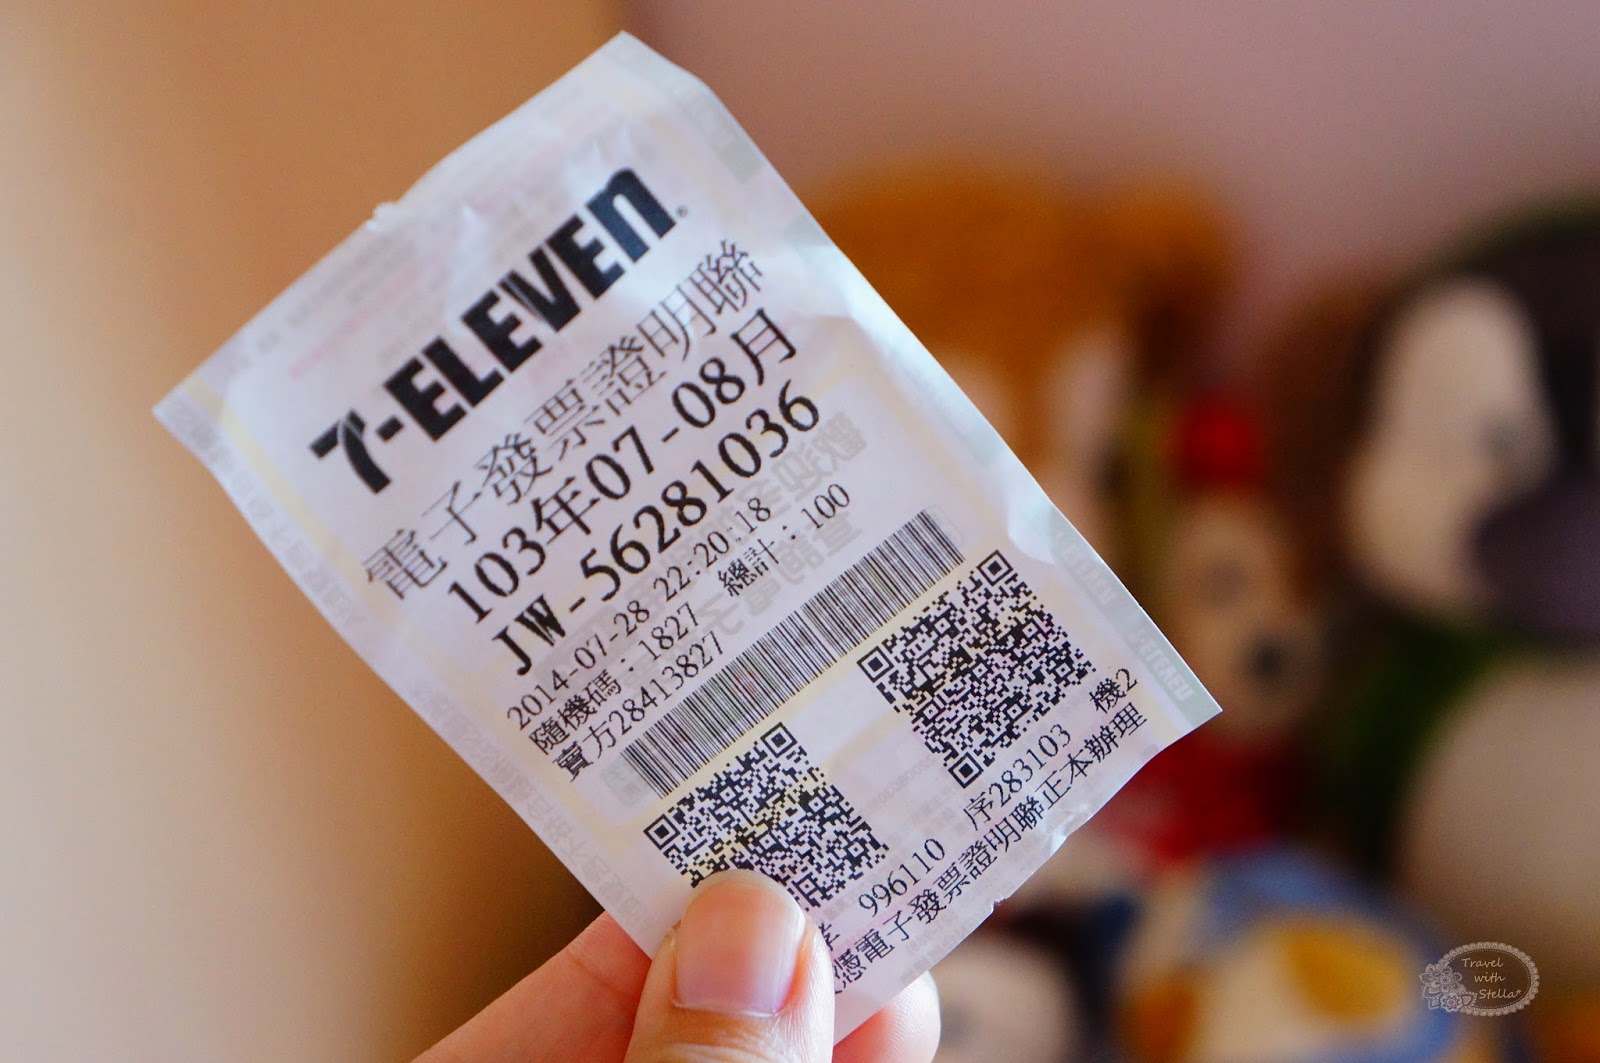 7-ELEVEN®
電子發票證明聯
103年07-08月
JW-56281036
2014-07-28 22:20:18
隨機碼：1827 總計：100
賣方28413827
996110 序283103 機2
憑電子發票證明聯正本辦理
Travel
with
Stella*